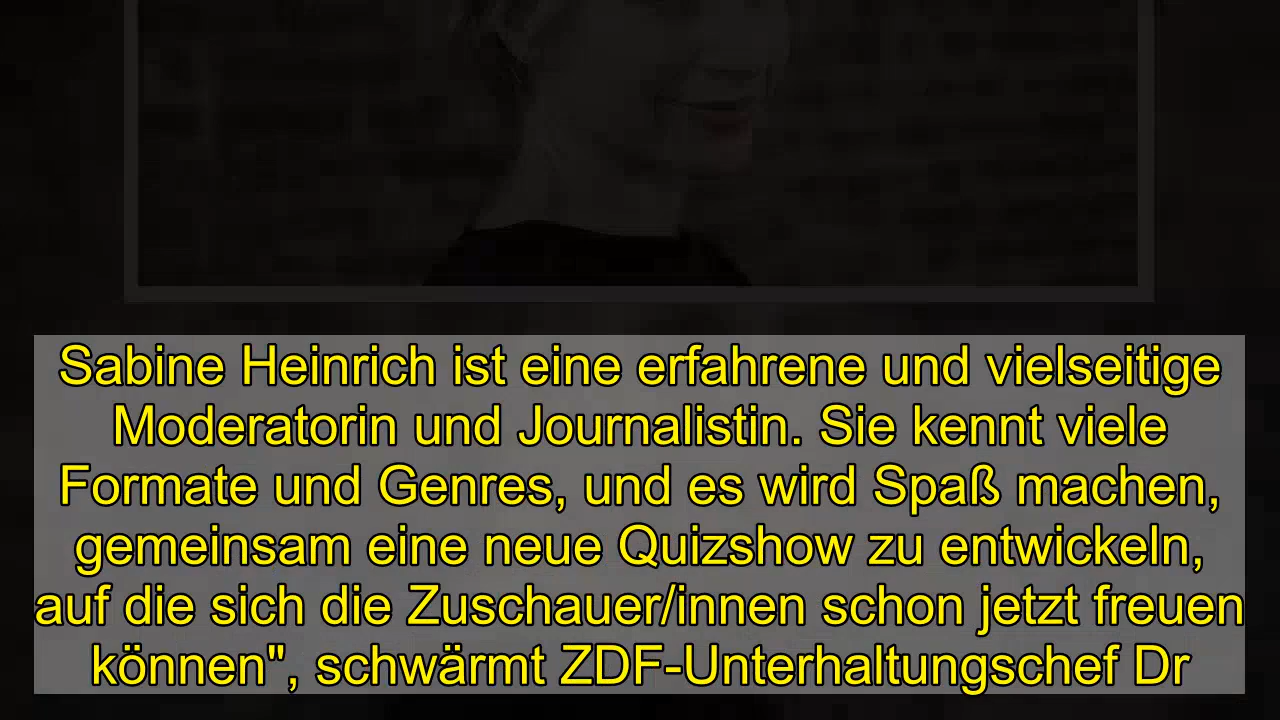 Sabine Heinrich ist eine erfahrene und vielseitige
Moderatorin und Journalistin. Sie kennt viele
Formate und Genres, und es wird Spaß machen,
gemeinsam eine neue Quizshow zu entwickeln,
auf die sich die Zuschauer/innen schon jetzt freuen
können", schwärmt ZDF-Unterhaltungschef Dr